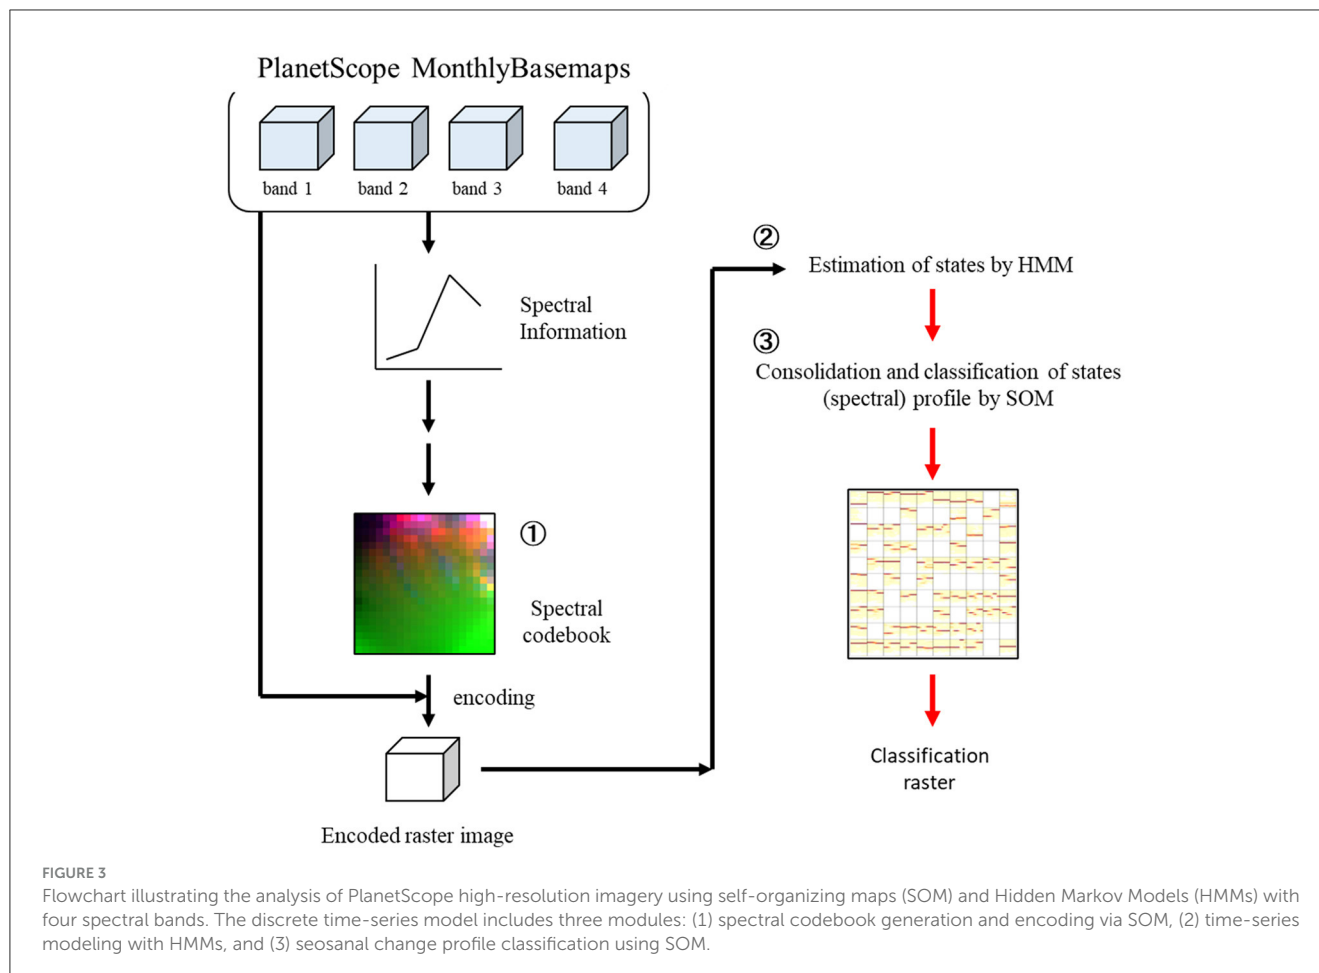 PlanetScope MonthlyBasemaps
band 1
band 2
band 3
band 4
Spectral
Information
①
Spectral
codebook
encoding
Encoded raster image
②
Estimation of states by HMM
③
Consolidation and classification of states
(spectral) profile by SOM
Classification
raster
FIGURE 3
Flowchart illustrating the analysis of PlanetScope high-resolution imagery using self-organizing maps (SOM) and Hidden Markov Models (HMMs) with
four spectral bands. The discrete time-series model includes three modules: (1) spectral codebook generation and encoding via SOM, (2) time-series
modeling with HMMs, and (3) seosanal change profile classification using SOM.